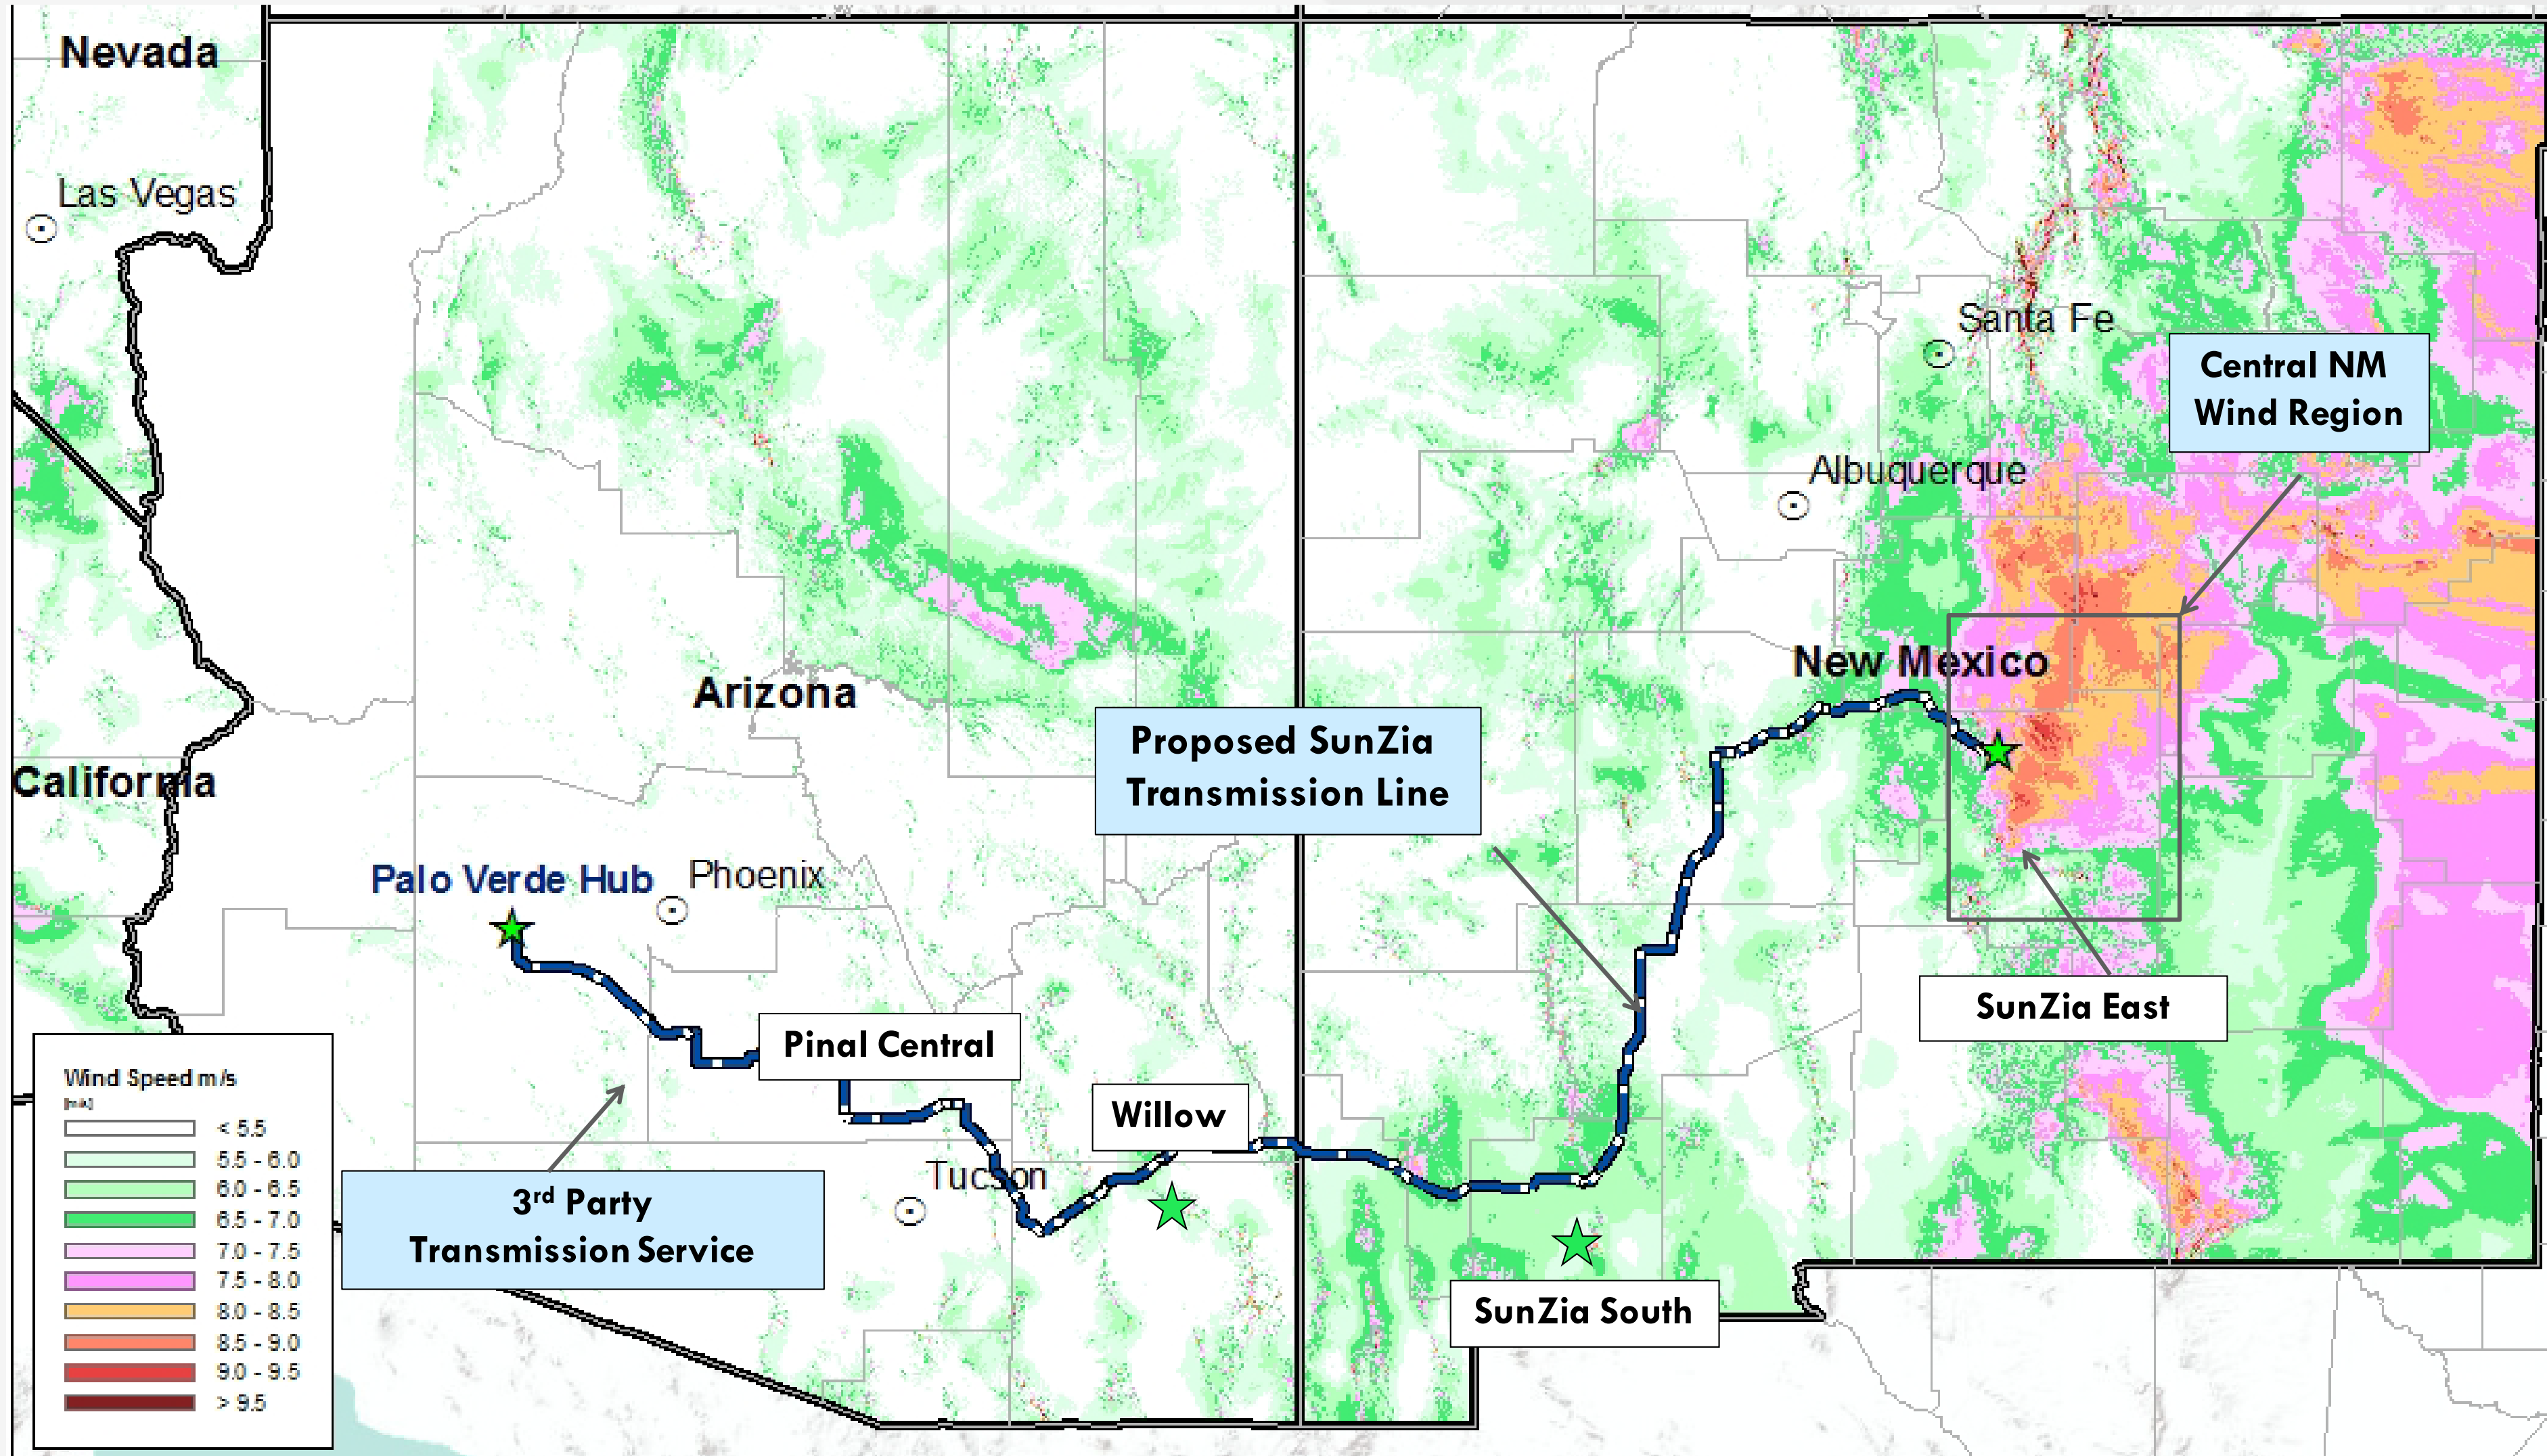 Nevada
Las Vegas
Santa Fe
Central NM
Wind Region
Albuquerque
New Mexico
Arizona
Proposed SunZia
Transmission Line
California
Palo Verde Hub
Phoenix
SunZia East
Pinal Central
Willow
Tucson
3rd Party
Transmission Service
SunZia South
Wind Speed m/s
< 5.5
5.5 - 6.0
6.0 - 6.5
6.5 - 7.0
7.0 - 7.5
7.5 - 8.0
8.0 - 8.5
8.5 - 9.0
9.0 - 9.5
> 9.5